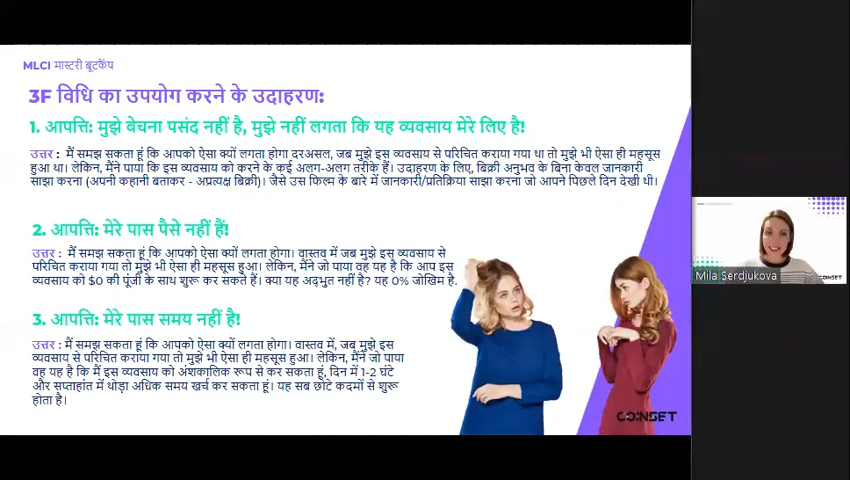 MLCI मास्टरी बूटकैंप
3F विधि का उपयोग करने के उदाहरण:
1. आपत्ति: मुझे बेचना पसंद नहीं है, मुझे नहीं लगता कि यह व्यवसाय मेरे लिए है!
उत्तर : मैं समझ सकता हूं कि आपको ऐसा क्यों लगता होगा दरअसल, जब मुझे इस व्यवसाय से परिचित कराया गया था तो मुझे भी ऐसा ही महसूस
हुआ था। लेकिन, मैंने पाया कि इस व्यवसाय को करने के कई अलग-अलग तरीके हैं। उदाहरण के लिए, बिक्री अनुभव के बिना केवल जानकारी
साझा करना (अपनी कहानी बताकर - अप्रत्यक्ष बिक्री)। जैसे उस फिल्म के बारे में जानकारी/प्रतिक्रिया साझा करना जो आपने पिछले दिन देखी थी।
2. आपत्ति: मेरे पास पैसे नहीं हैं!
उत्तर : मैं समझ सकता हूं कि आपको ऐसा क्यों लगता होगा। वास्तव में जब मुझे इस व्यवसाय से
परिचित कराया गया तो मुझे भी ऐसा ही महसूस हुआ। लेकिन, मैंने जो पाया वह यह है कि आप इस
व्यवसाय को $0 की पूंजी के साथ शुरू कर सकते हैं। क्या यह अद्भुत नहीं है? यह 0% जोखिम है.
3. आपत्ति: मेरे पास समय नहीं है!
उत्तर : मैं समझ सकता हूं कि आपको ऐसा क्यों लगता होगा। वास्तव में, जब मुझे इस
व्यवसाय से परिचित कराया गया तो मुझे भी ऐसा ही महसूस हुआ। लेकिन, मैंने जो पाया
वह यह है कि मैं इस व्यवसाय को अंशकालिक रूप से कर सकता हूं, दिन में 1-2 घंटे
और सप्ताहांत में थोड़ा अधिक समय खर्च कर सकता हूं। यह सब छोटे कदमों से शुरू
होता है।
COINSET
Mila Serdjukova